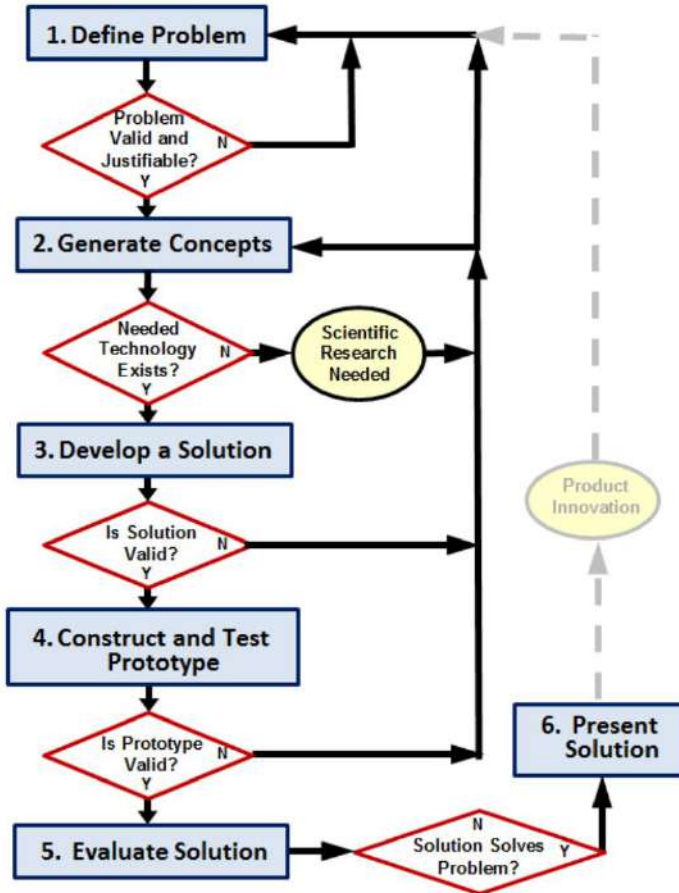 1. Define Problem
Problem
Valid and
Justifiable?
N
Y
2. Generate Concepts
Needed
Technology
Exists?
N
Y
Scientific
Research
Needed
3. Develop a Solution
Product
Innovation
Is Solution
Valid?
N
Y
4. Construct and Test
Prototype
Is Prototype
Valid?
N
Y
6. Present
Solution
5. Evaluate Solution
N
Solution Solves
Problem?
Y